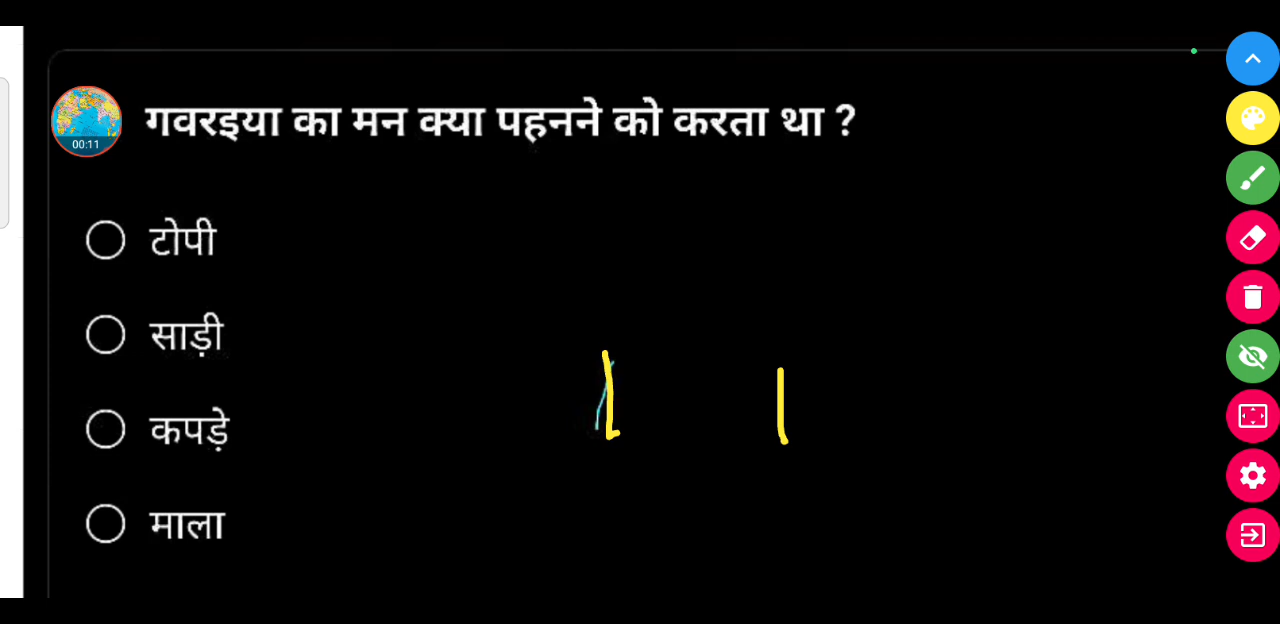 गवरइया का मन क्या पहनने को करता था ?
00:11
टोपी
साड़ी
कपड़े
माला